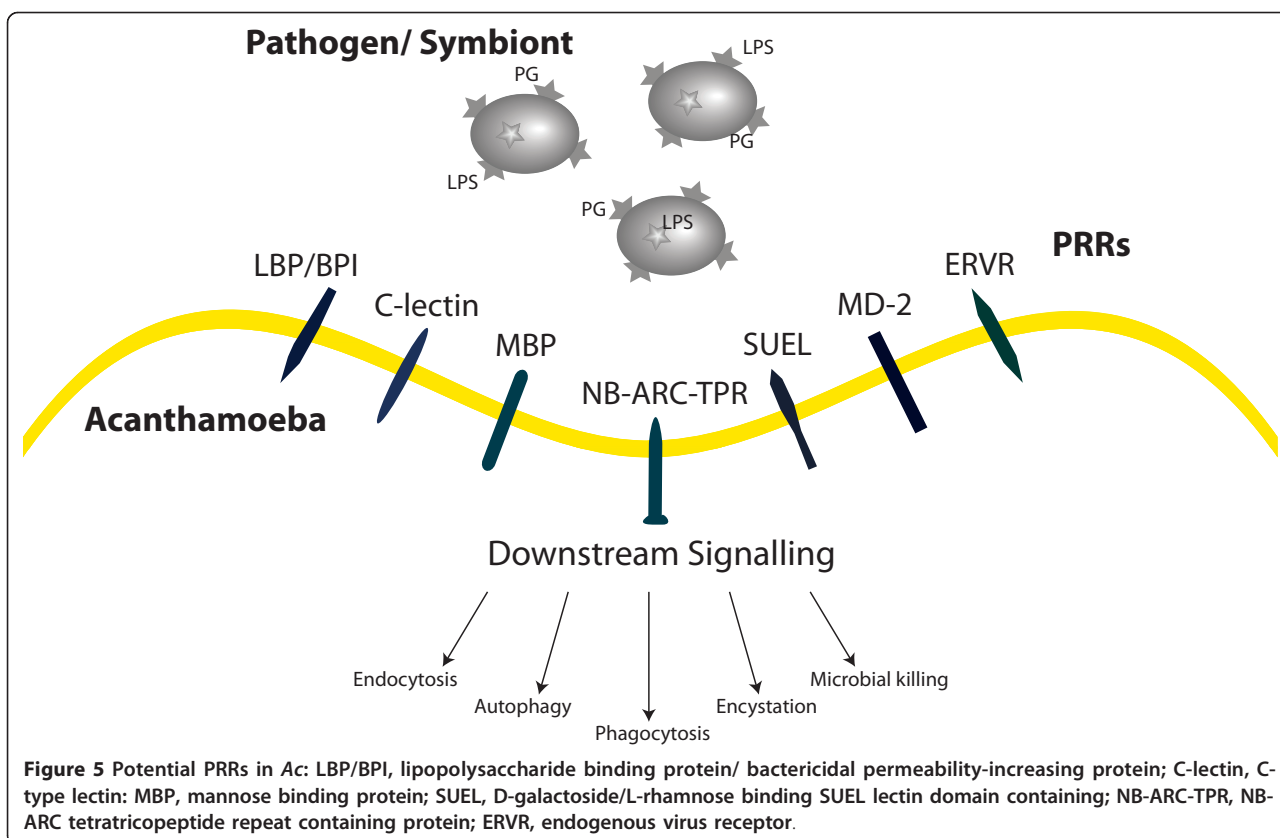 Pathogen/ Symbiont
LPS
PG
PG
LPS
PG
LPS
PRRs
LBP/BPI
C-lectin
MBP
NB-ARC-TPR
SUEL
MD-2
ERVR
Acanthamoeba
Downstream Signalling
Endocytosis
Autophagy
Phagocytosis
Encystation
Microbial killing
Figure 5 Potential PRRs in Ac: LBP/BPI, lipopolysaccharide binding protein/ bactericidal permeability-increasing protein; C-lectin, C-
type lectin: MBP, mannose binding protein; SUEL, D-galactoside/L-rhamnose binding SUEL lectin domain containing; NB-ARC-TPR, NB-
ARC tetratricopeptide repeat containing protein; ERVR, endogenous virus receptor.